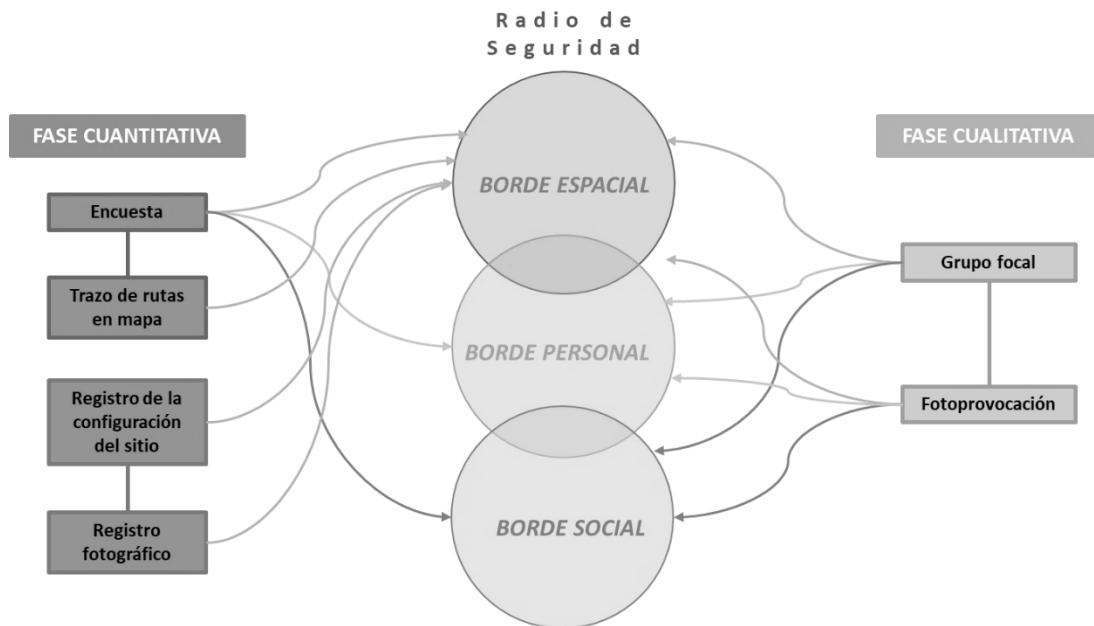 Radio de
Seguridad
FASE CUANTITATIVA
Encuesta
Trazo de rutas
en mapa
Registro de la
configuración
del sitio
Registro
fotográfico
BORDE ESPACIAL
BORDE PERSONAL
BORDE SOCIAL
FASE CUALITATIVA
Grupo focal
Fotoprovocación